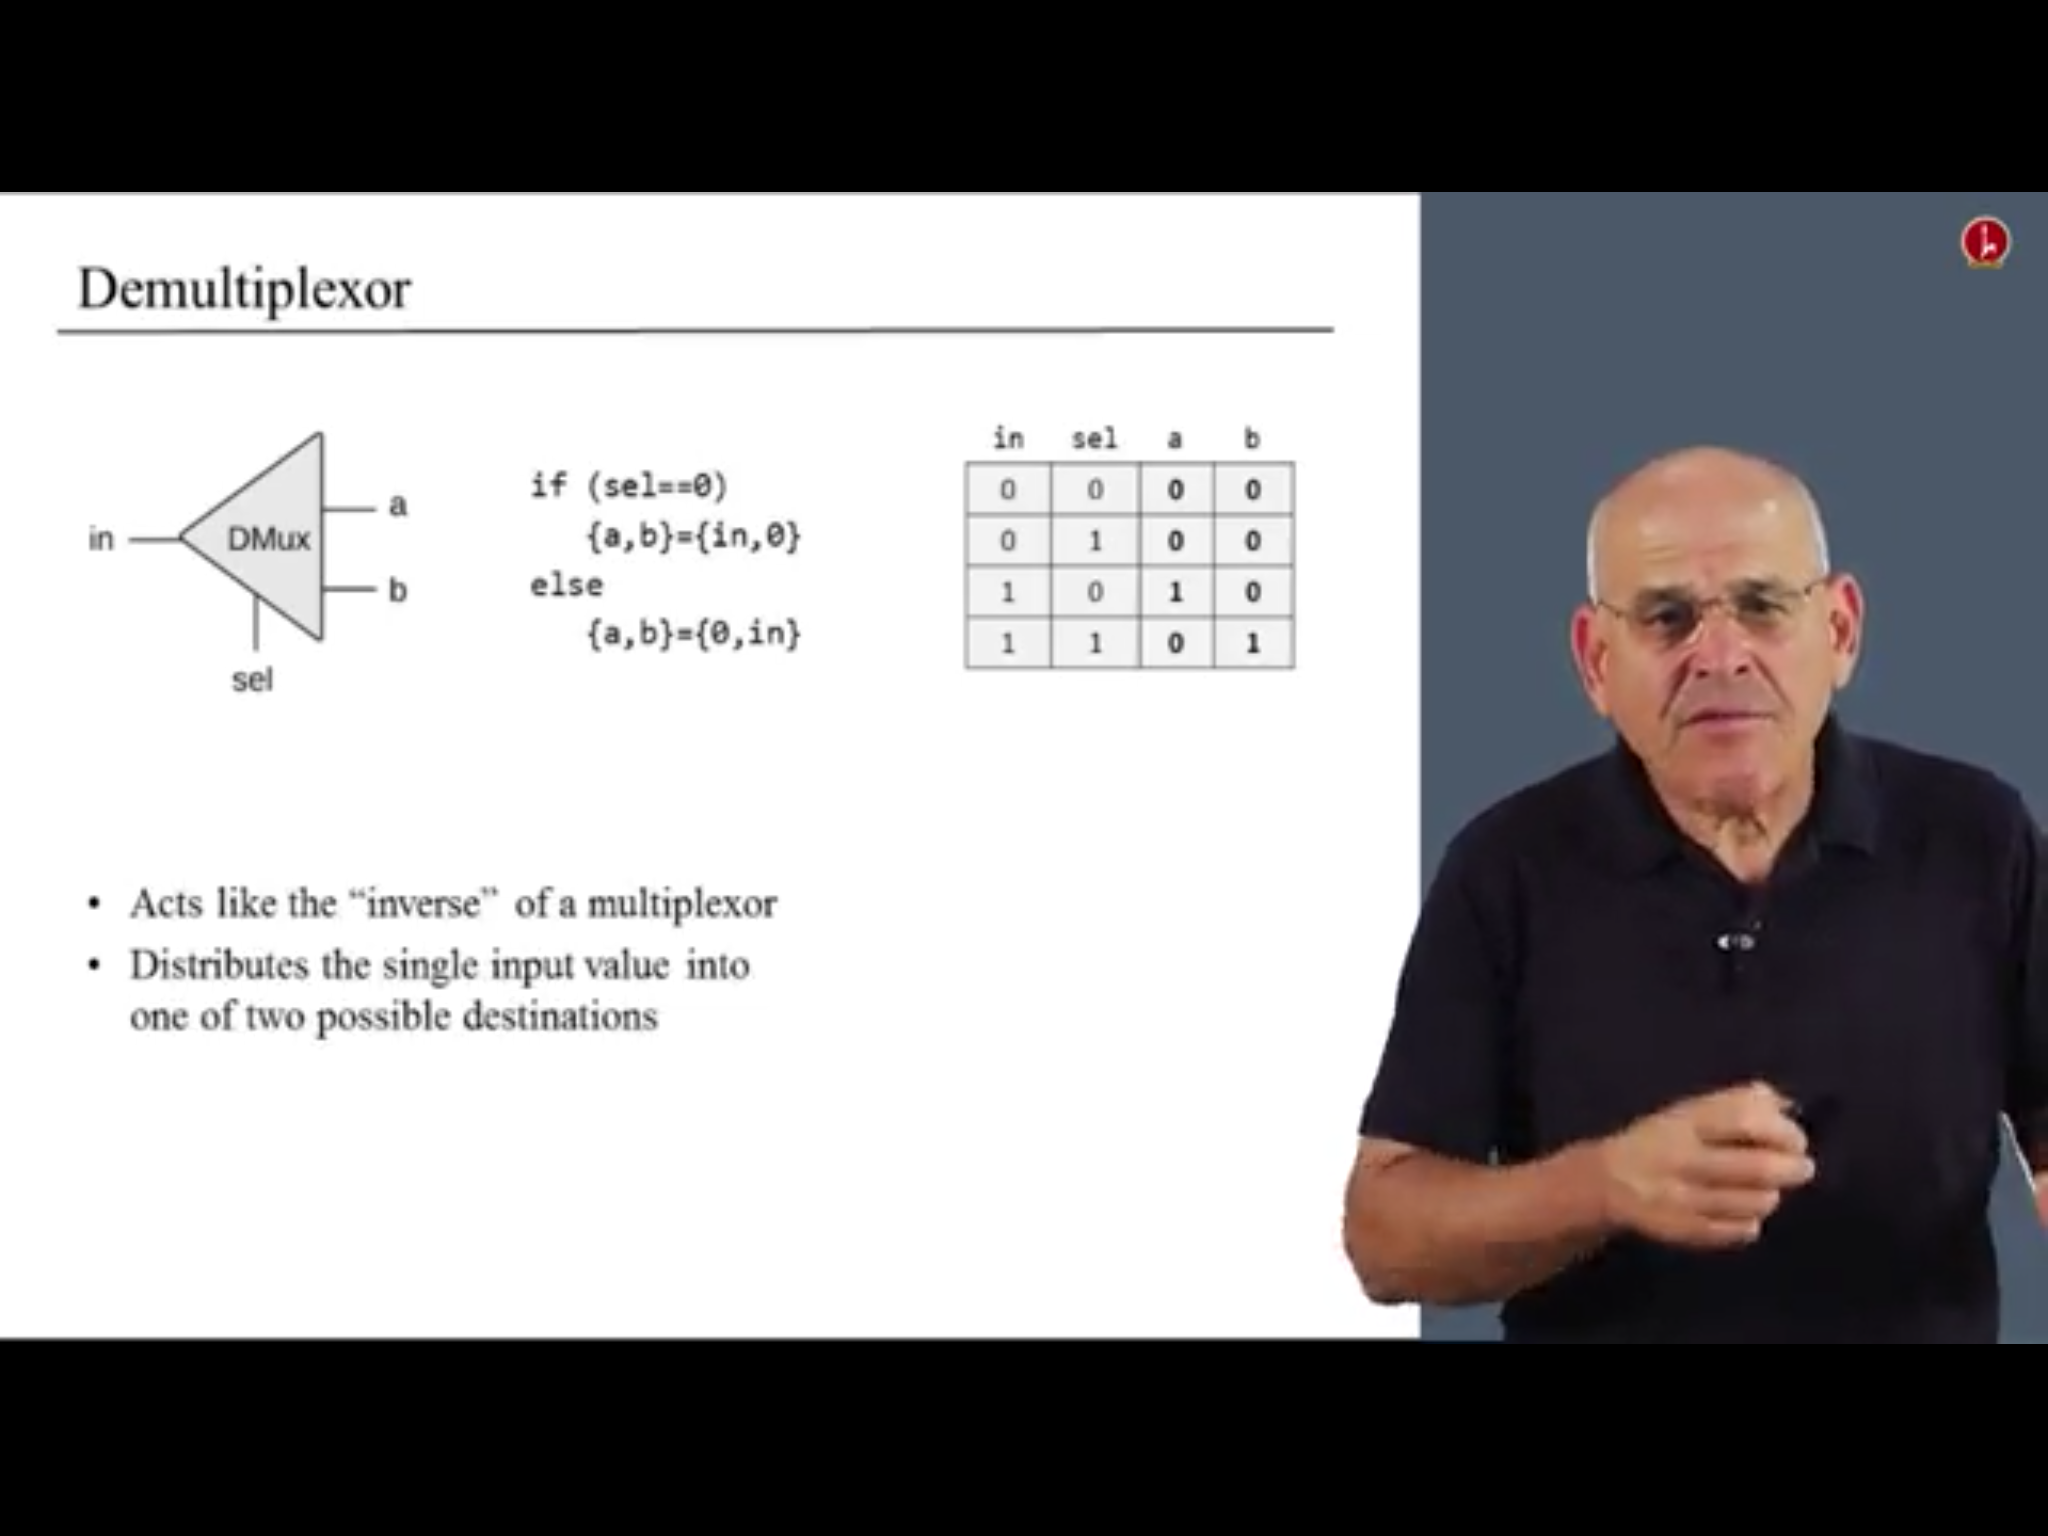 Demultiplexor
in
DMux
a
b
sel
if (sel==0)
{a,b}={in,0}
else
{a,b}={0,in}
in sel a b
0 0 0 0
0 1 0 0
1 0 1 0
1 1 0 1
• Acts like the “inverse” of a multiplexor
• Distributes the single input value into
one of two possible destinations